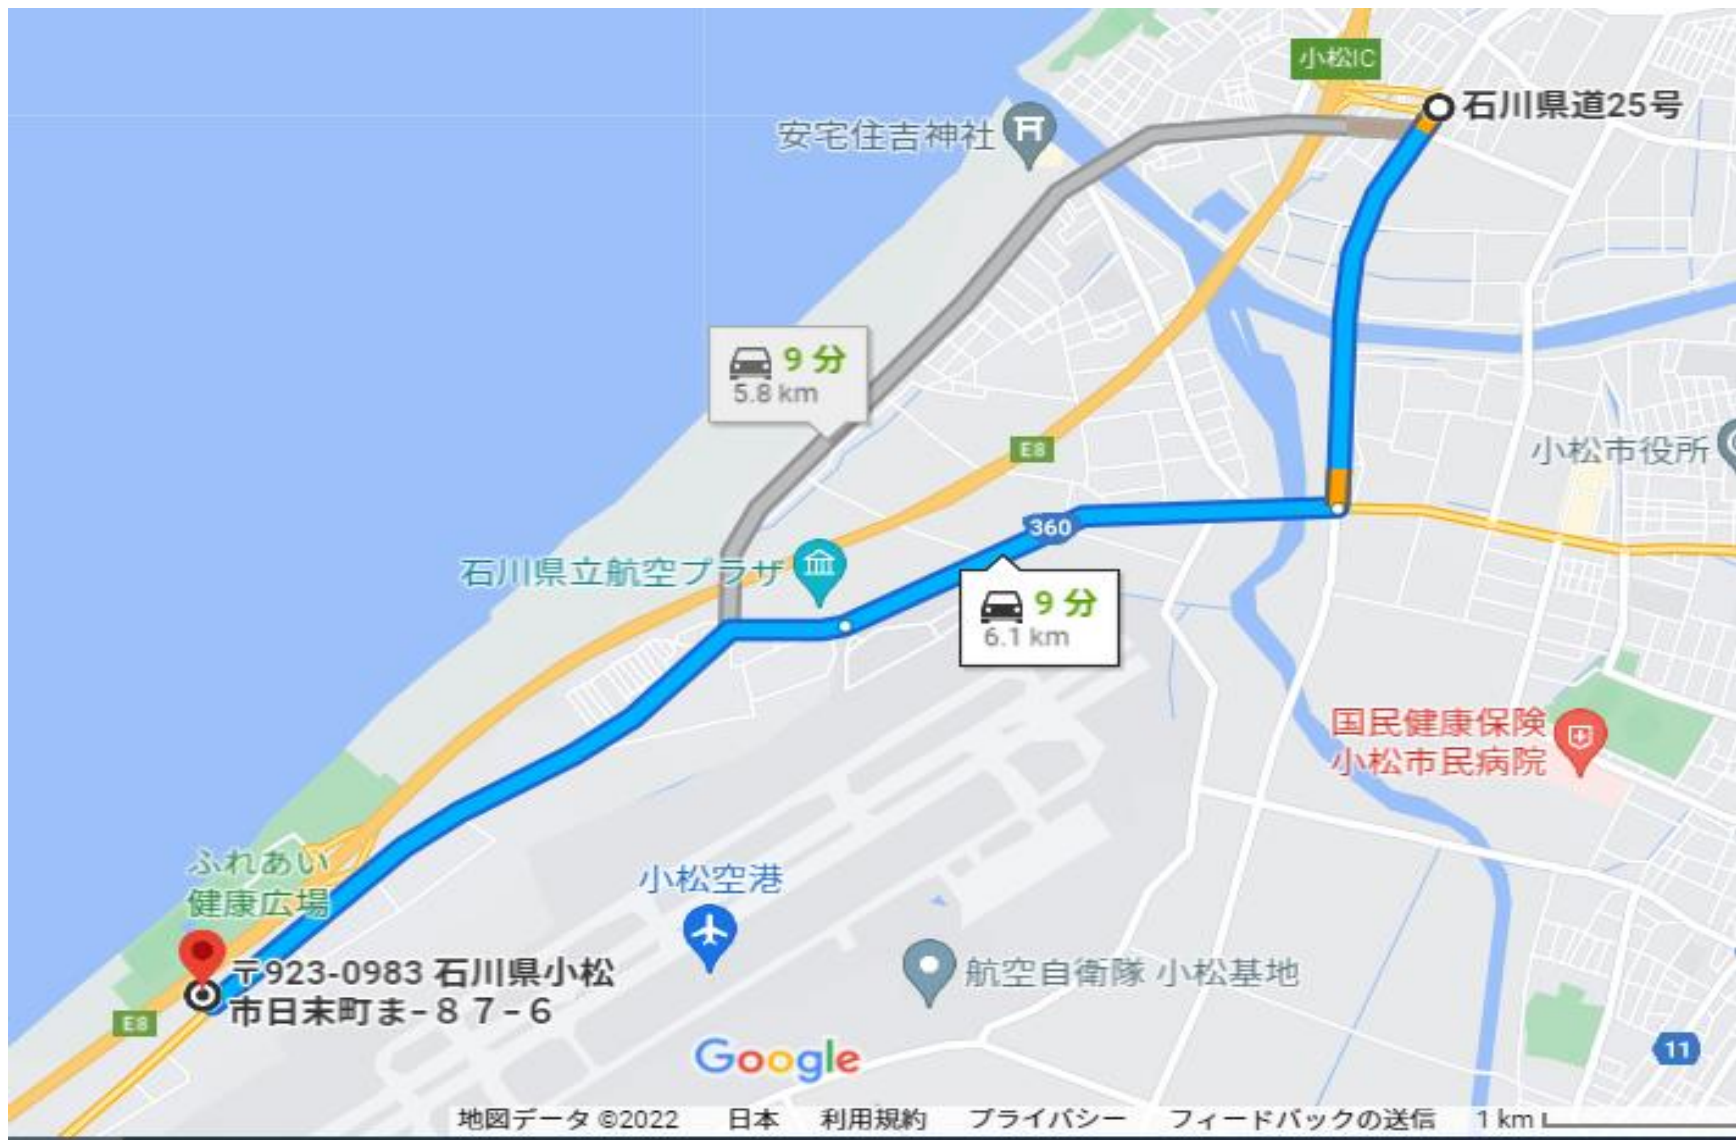 小松IC
石川県道25号
安宅住吉神社
9 分
5.8 km
E8
小松市役所
360
石川県立航空プラザ
9 分
6.1 km
国民健康保険
小松市民病院
ふれあい
健康広場
小松空港
〒923-0983 石川県小松
市日末町ま−８７−６
航空自衛隊 小松基地
E8
11
Google
地図データ ©2022 日本 利用規約 プライバシー フィードバックの送信 1 km